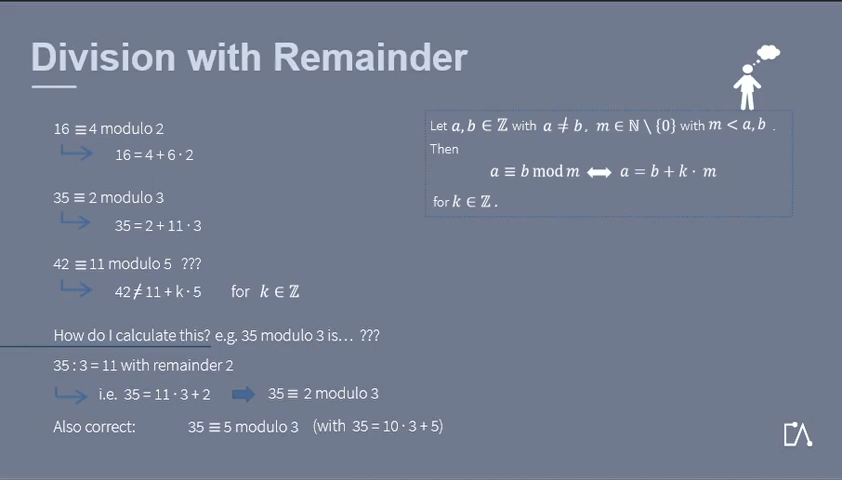 Division with Remainder
16 ≡ 4 modulo 2
16 = 4 + 6 · 2
35 ≡ 2 modulo 3
35 = 2 + 11 · 3
42 ≡ 11 modulo 5 ???
42 ≠ 11 + k · 5 for k ∈ ℤ
How do I calculate this? e.g. 35 modulo 3 is... ???
35 : 3 = 11 with remainder 2
i.e. 35 = 11 · 3 + 2 35 ≡ 2 modulo 3
Also correct: 35 ≡ 5 modulo 3 (with 35 = 10 · 3 + 5)
Let a, b ∈ ℤ with a ≠ b, m ∈ ℕ \ {0} with m < a, b .
Then
a ≡ b mod m ⟺ a = b + k · m
for k ∈ ℤ .